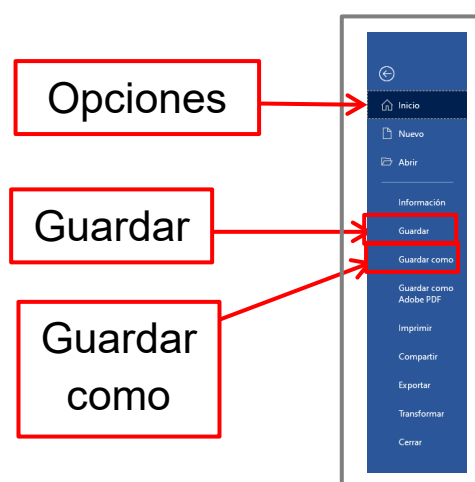 Opciones
Guardar
Guardar
como
Inicio
Nuevo
Abrir
Información
Guardar
Guardar como
Guardar como
Adobe PDF
Imprimir
Compartir
Exportar
Transformar
Cerrar